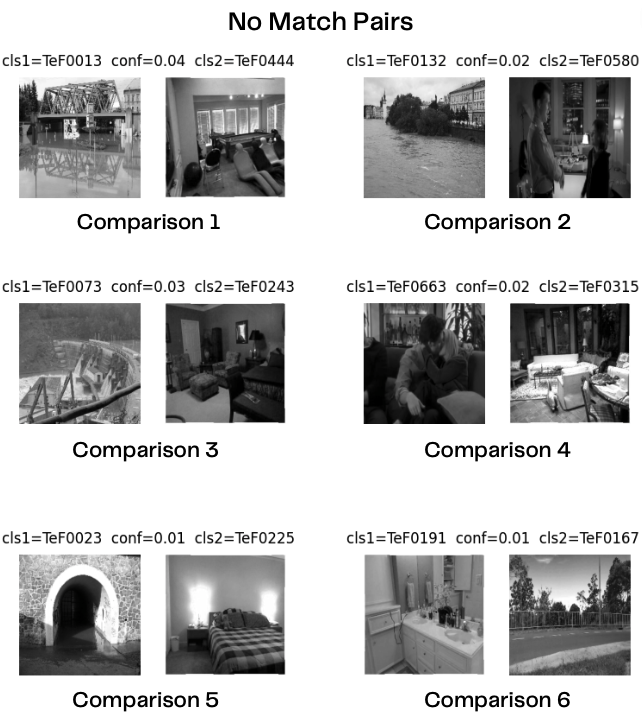 No Match Pairs
cls1=TeF0013 conf=0.04 cls2=TeF0444
cls1=TeF0132 conf=0.02 cls2=TeF0580
Comparison 1
Comparison 2
cls1=TeF0073 conf=0.03 cls2=TeF0243
cls1=TeF0663 conf=0.02 cls2=TeF0315
Comparison 3
Comparison 4
cls1=TeF0023 conf=0.01 cls2=TeF0225
cls1=TeF0191 conf=0.01 cls2=TeF0167
Comparison 5
Comparison 6